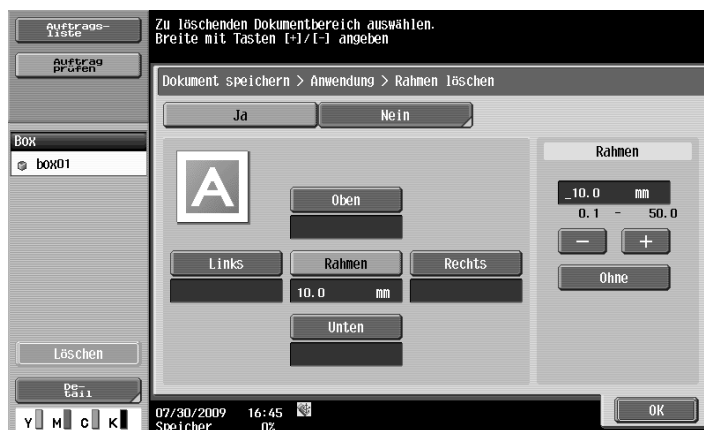 Auftrags-
liste
Auftrag
prüfen
Zu löschenden Dokumentbereich auswählen.
Breite mit Tasten [+]/[-] angeben
Dokument speichern > Anwendung > Rahmen löschen
Ja
Nein
Box
box01
A
Oben
Links
Rahmen
Rechts
10.0 mm
Unten
Rahmen
_10.0 mm
0.1 - 50.0
- +
Ohne
Löschen
De-
tail
Y M C K
07/30/2009 16:45
Speicher 0%
OK